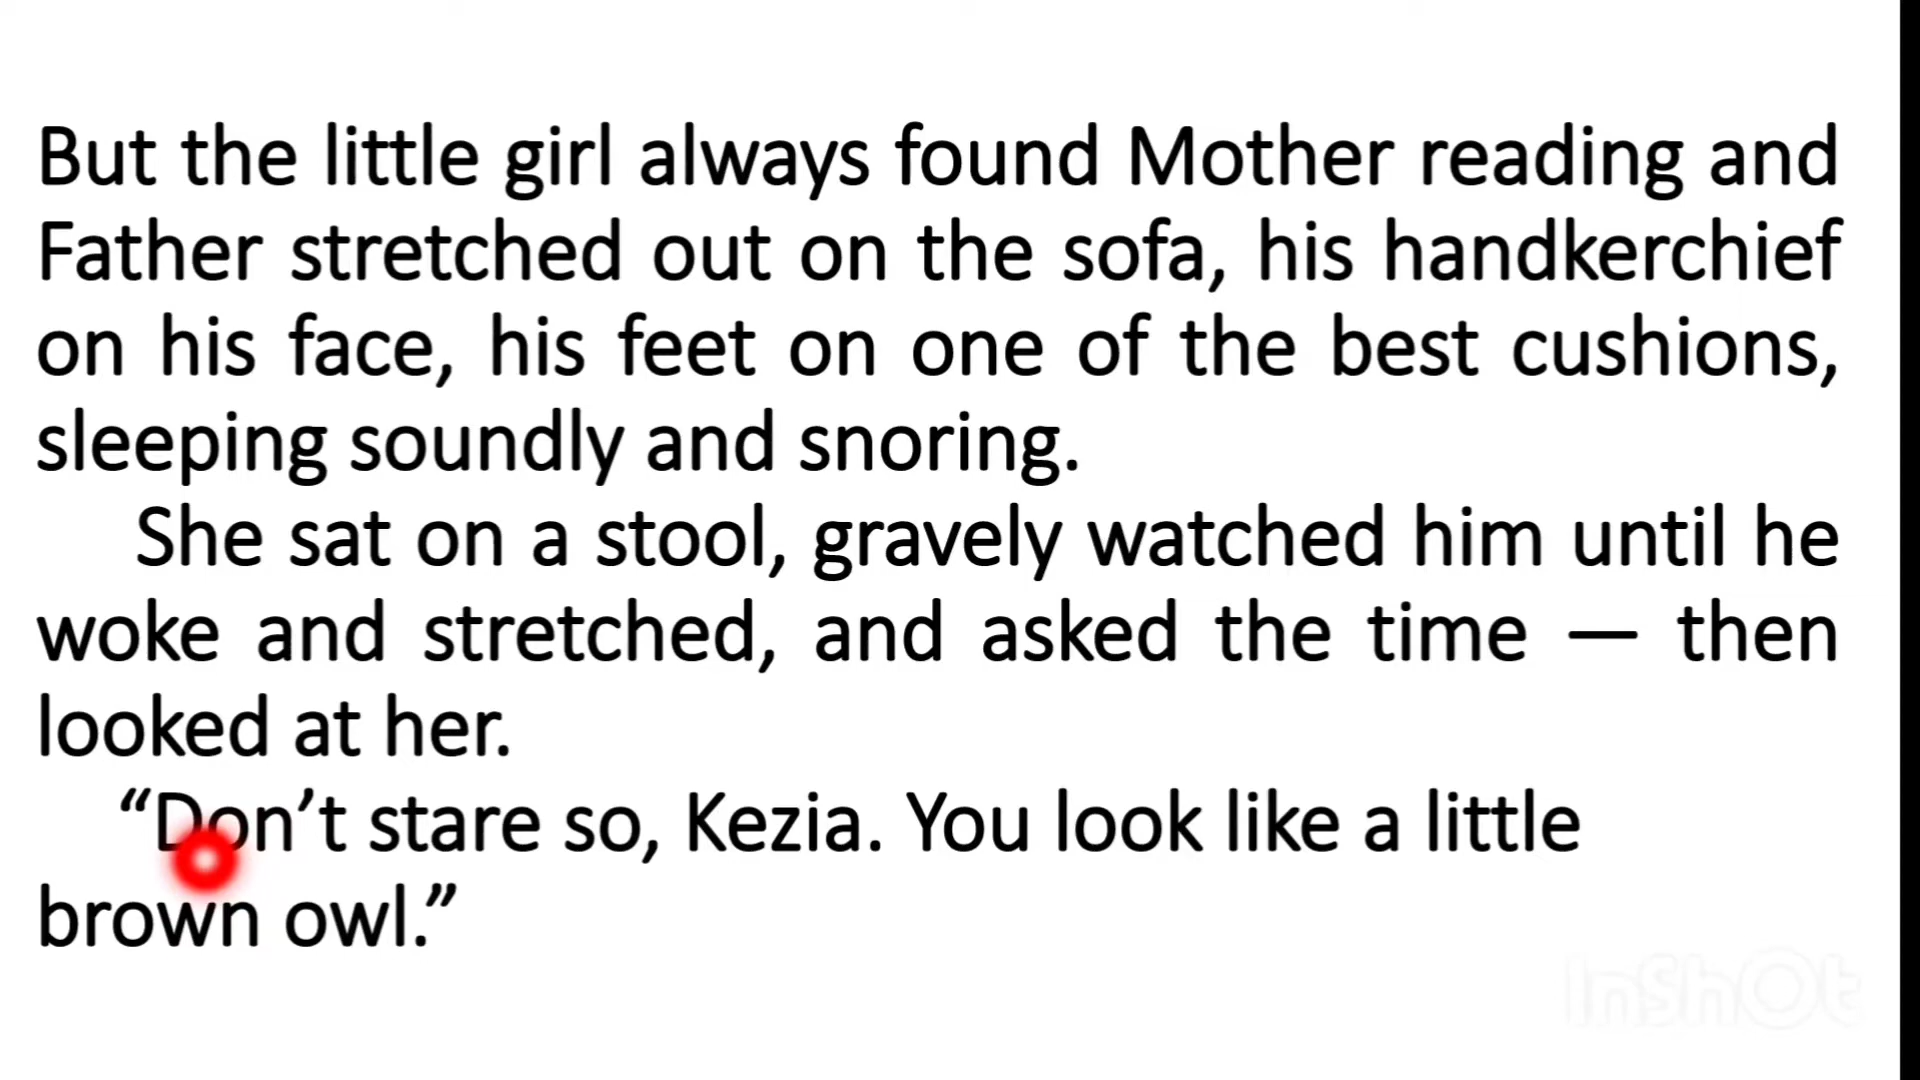 But the little girl always found Mother reading and
Father stretched out on the sofa, his handkerchief
on his face, his feet on one of the best cushions,
sleeping soundly and snoring.
She sat on a stool, gravely watched him until he
woke and stretched, and asked the time — then
looked at her.
“Don’t stare so, Kezia. You look like a little
brown owl.”
InShOt